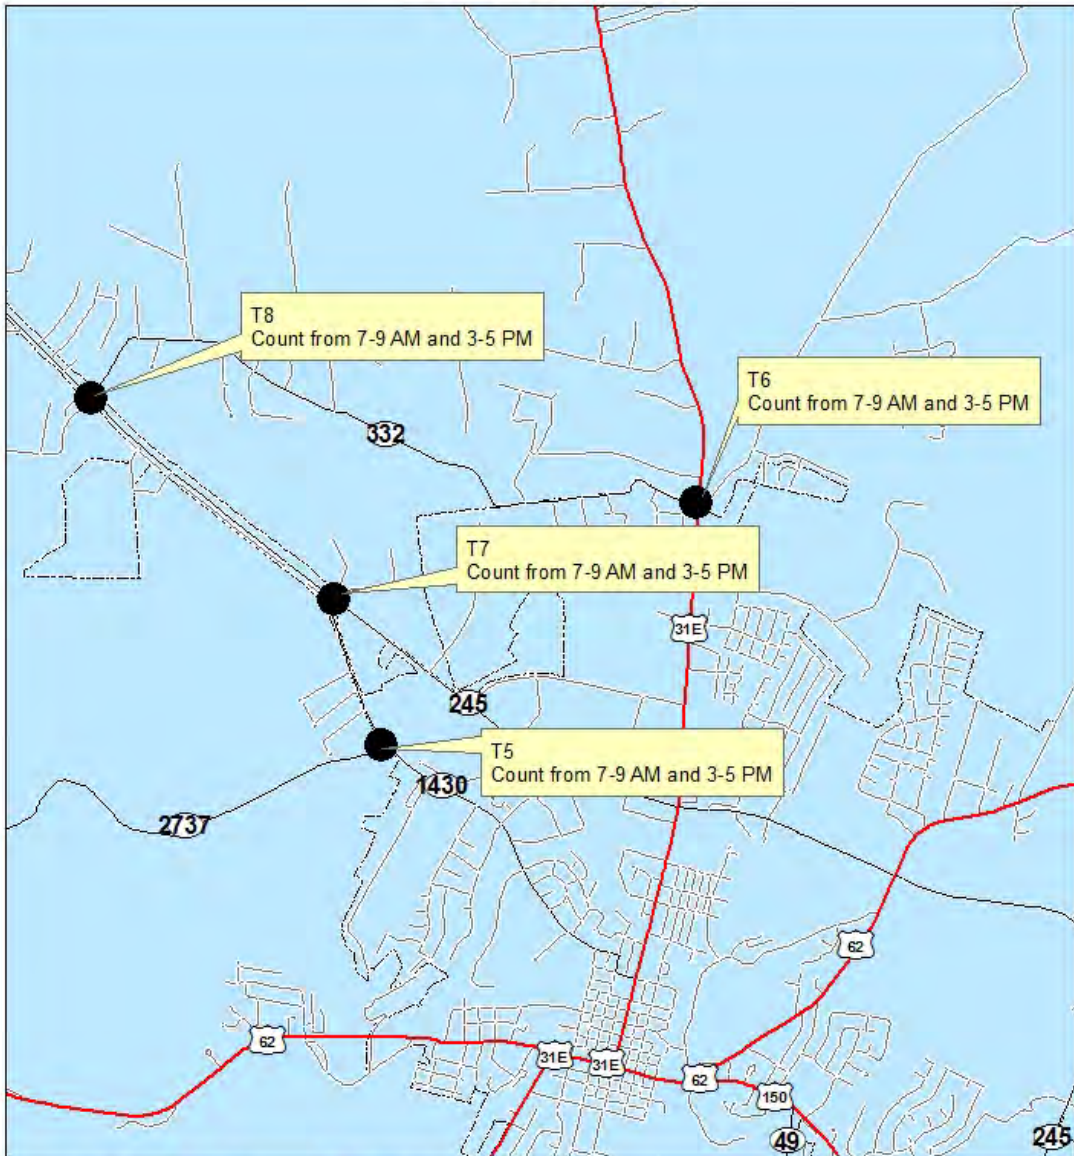 T8
Count from 7-9 AM and 3-5 PM
T6
Count from 7-9 AM and 3-5 PM
332
T7
Count from 7-9 AM and 3-5 PM
31E
245
T5
Count from 7-9 AM and 3-5 PM
1430
2737
62
62
31E
31E
62
150
49
245